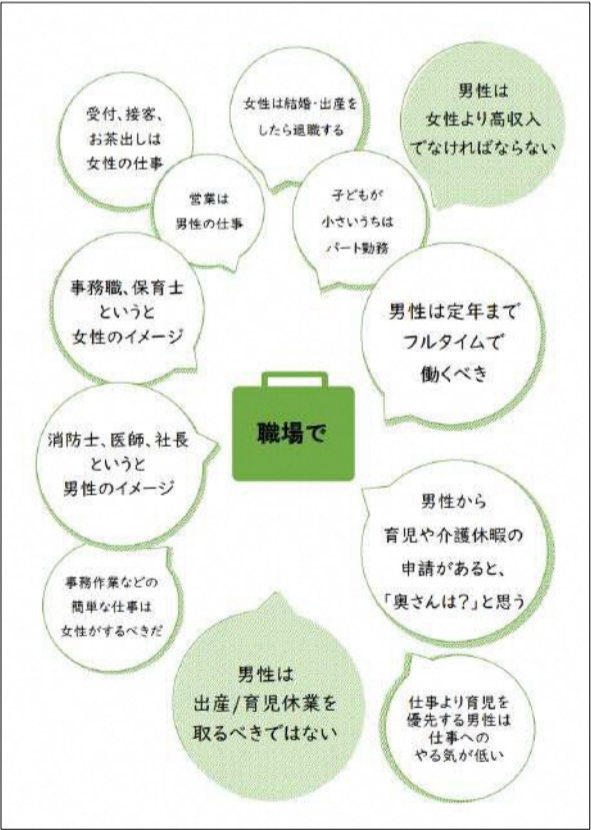 受付、接客、
お茶出しは
女性の仕事
女性は結婚・出産を
したら退職する
男性は
女性より高収入
でなければならない
営業は
男性の仕事
子どもが
小さいうちは
パート勤務
事務職、保育士
というと
女性のイメージ
男性は定年まで
フルタイムで
働くべき
職場で
消防士、医師、社長
というと
男性のイメージ
男性から
育児や介護休暇の
申請があると、
「奥さんは?」と思う
事務作業などの
簡単な仕事は
女性がするべきだ
男性は
出産/育児休業を
取るべきではない
仕事より育児を
優先する男性は
仕事への
やる気が低い